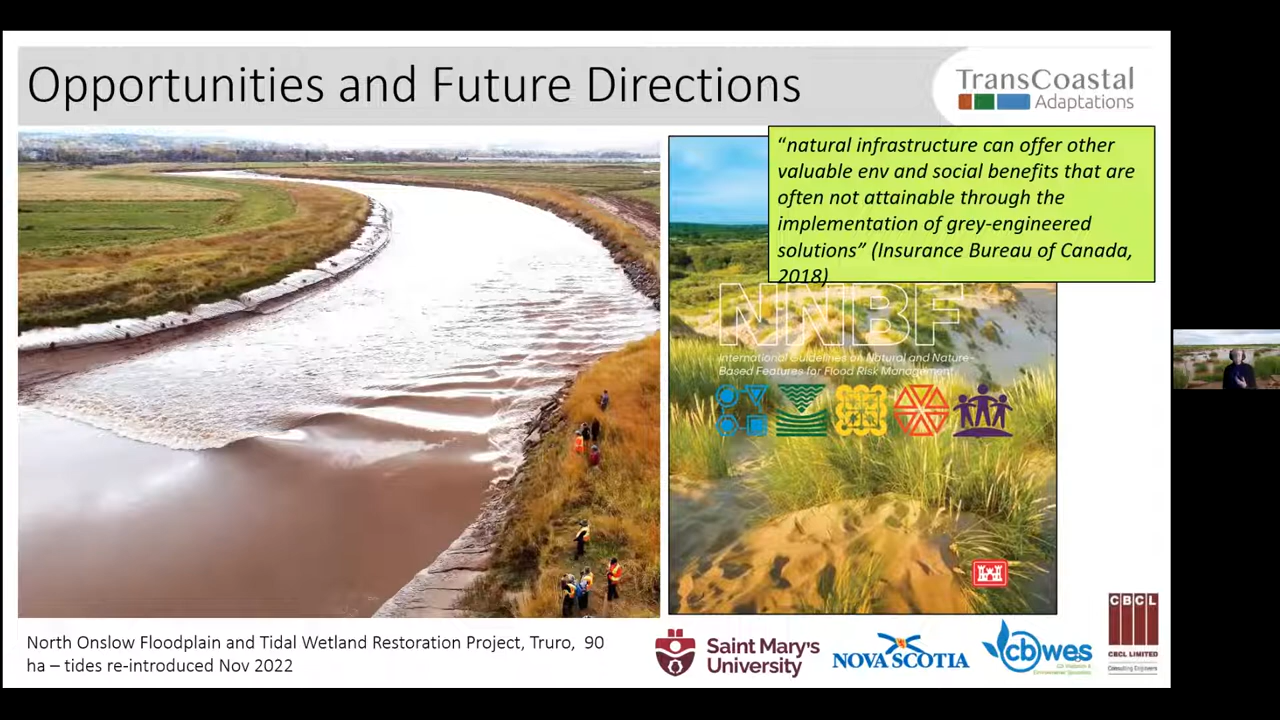 Opportunities and Future Directions
TransCoastal
Adaptations
“natural infrastructure can offer other
valuable env and social benefits that are
often not attainable through the
implementation of grey-engineered
solutions” (Insurance Bureau of Canada,
2018)
NNBF
International Guidelines on Natural and Nature-
Based Features for Flood Risk Management
North Onslow Floodplain and Tidal Wetland Restoration Project, Truro, 90
ha – tides re-introduced Nov 2022
Saint Mary's
University
NOVA SCOTIA
cbwes
CBCL
CBCL LIMITED
Consulting Engineers